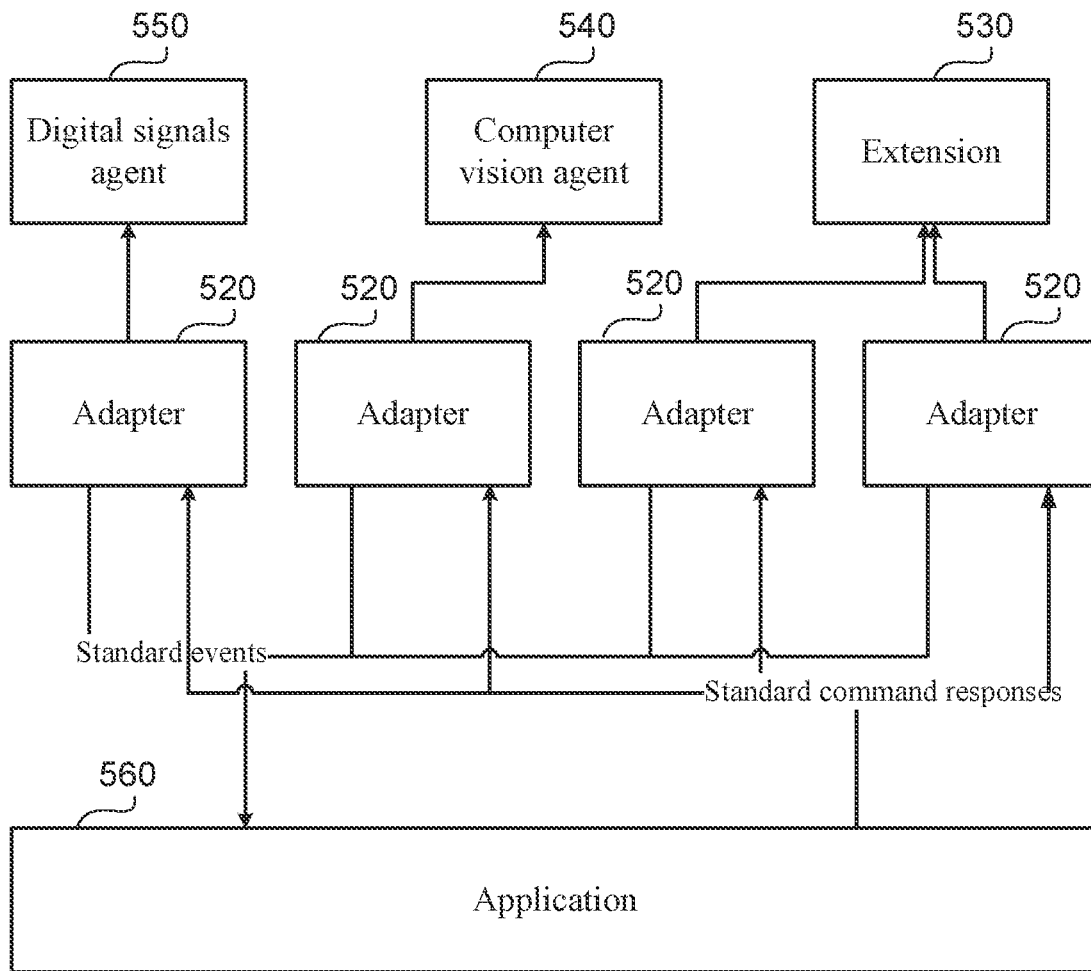 550
540
530
Digital signals
agent
Computer
vision agent
Extension
520
520
520
520
Adapter
Adapter
Adapter
Adapter
Standard events
Standard command responses
560
Application